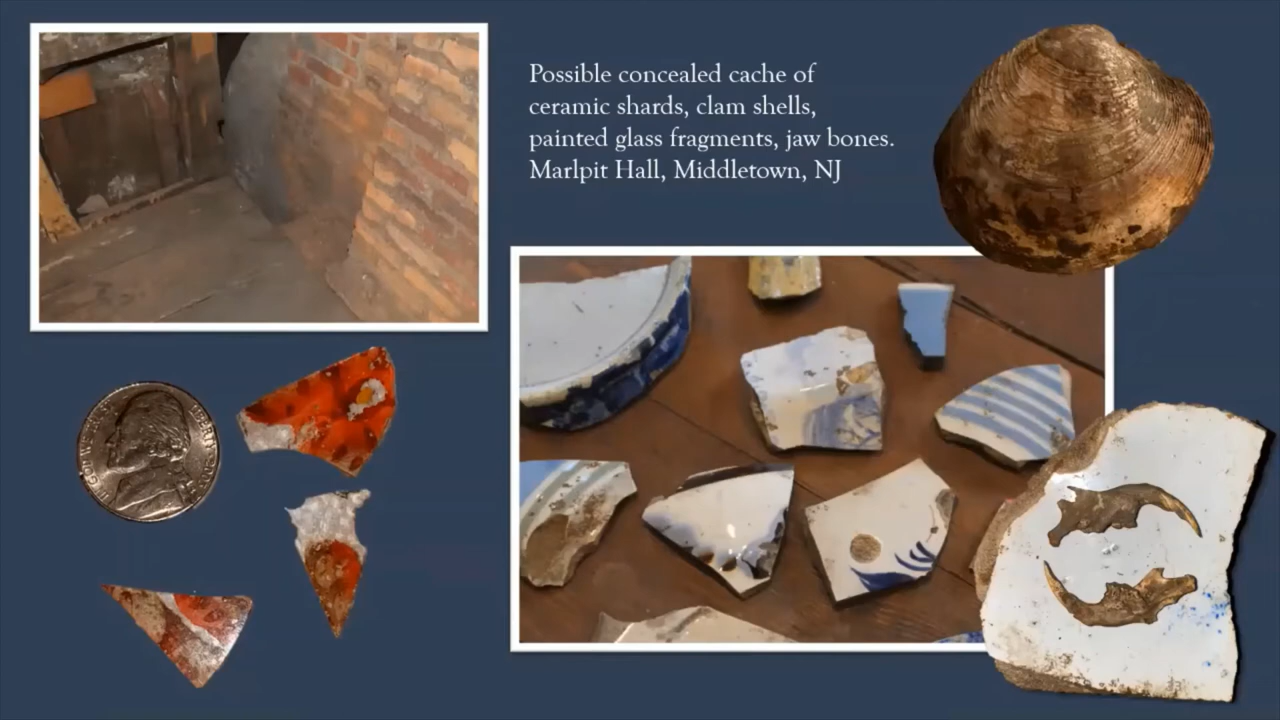 Possible concealed cache of
ceramic shards, clam shells,
painted glass fragments, jaw bones.
Marlpit Hall, Middletown, NJ